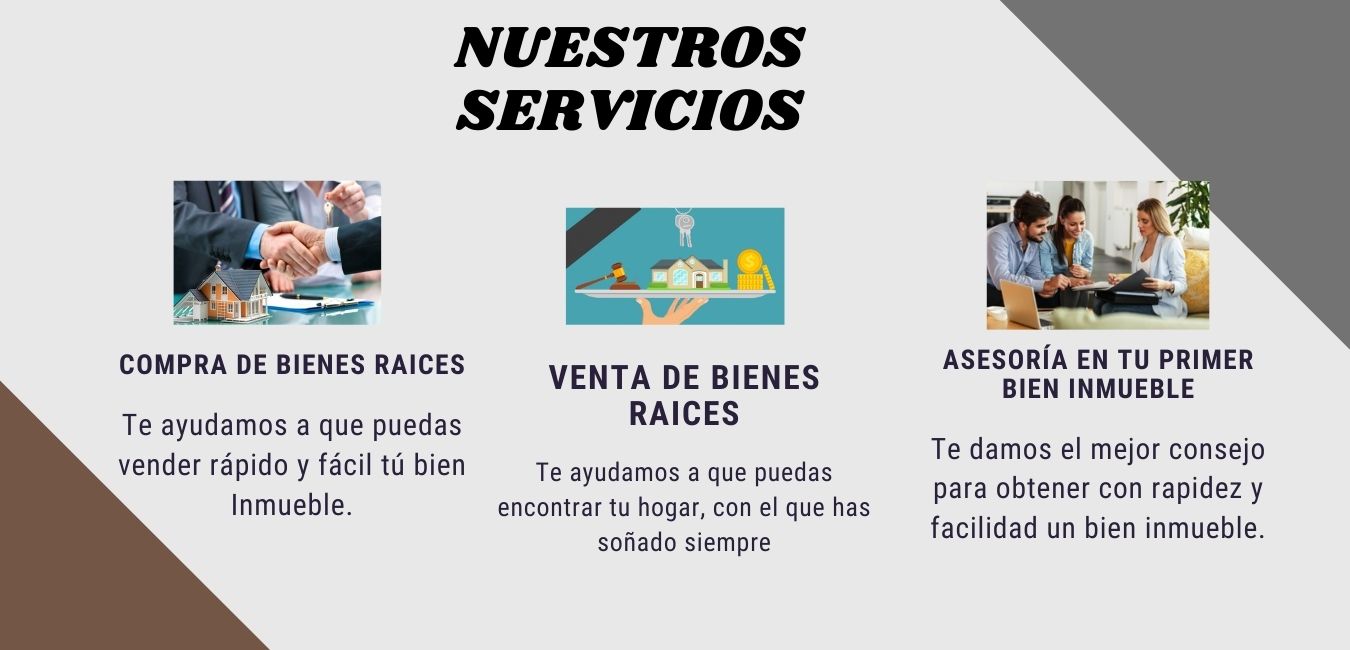 NUESTROS
SERVICIOS
COMPRA DE BIENES RAICES
Te ayudamos a que puedas
vender rápido y fácil tú bien
Inmueble.
VENTA DE BIENES
RAICES
Te ayudamos a que puedas
encontrar tu hogar, con el que has
soñado siempre
ASESORÍA EN TU PRIMER
BIEN INMUEBLE
Te damos el mejor consejo
para obtener con rapidez y
facilidad un bien inmueble.